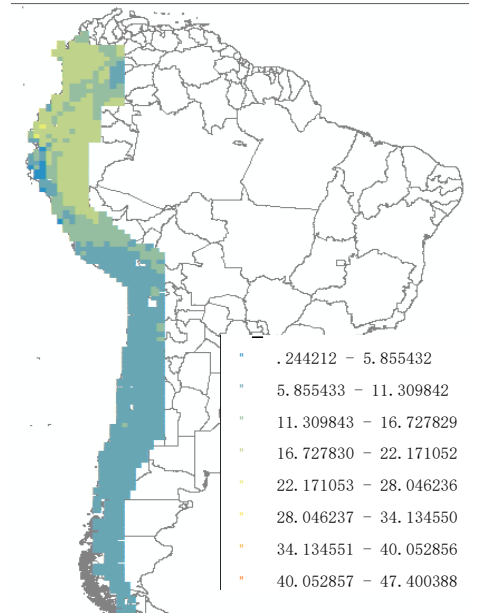 .244212 - 5.855432
5.855433 - 11.309842
11.309843 - 16.727829
16.727830 - 22.171052
22.171053 - 28.046236
28.046237 - 34.134550
34.134551 - 40.052856
40.052857 - 47.400388